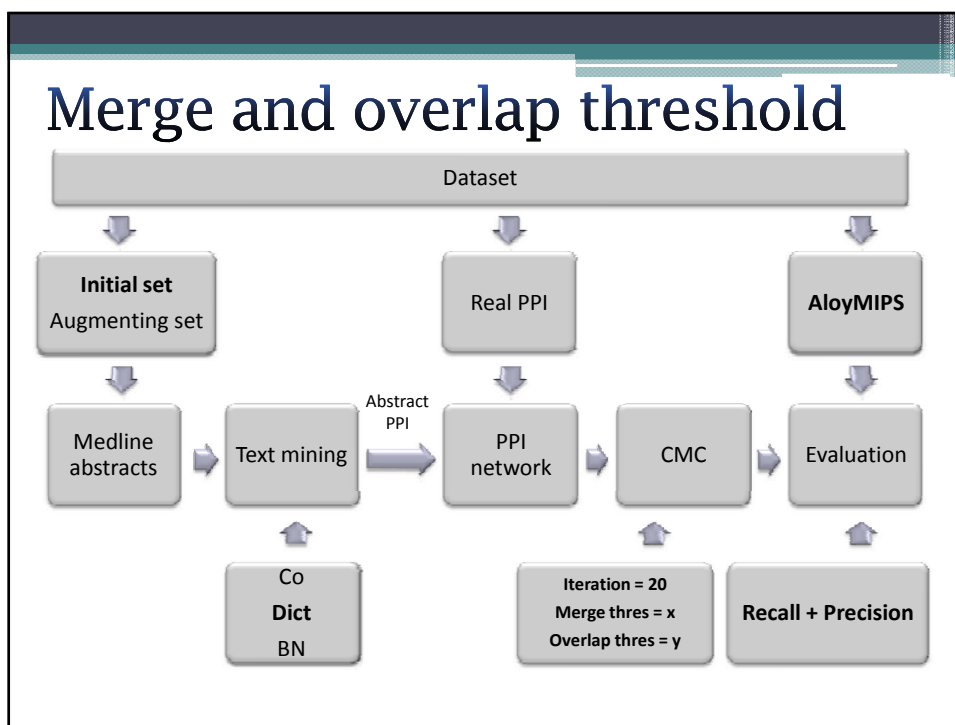 Merge and overlap threshold
Dataset
Initial set
Augmenting set
Real PPI
AloyMIPS
Medline
abstracts
Text mining
Abstract
PPI
PPI
network
CMC
Evaluation
Co
Dict
BN
Iteration = 20
Merge thres = x
Overlap thres = y
Recall + Precision